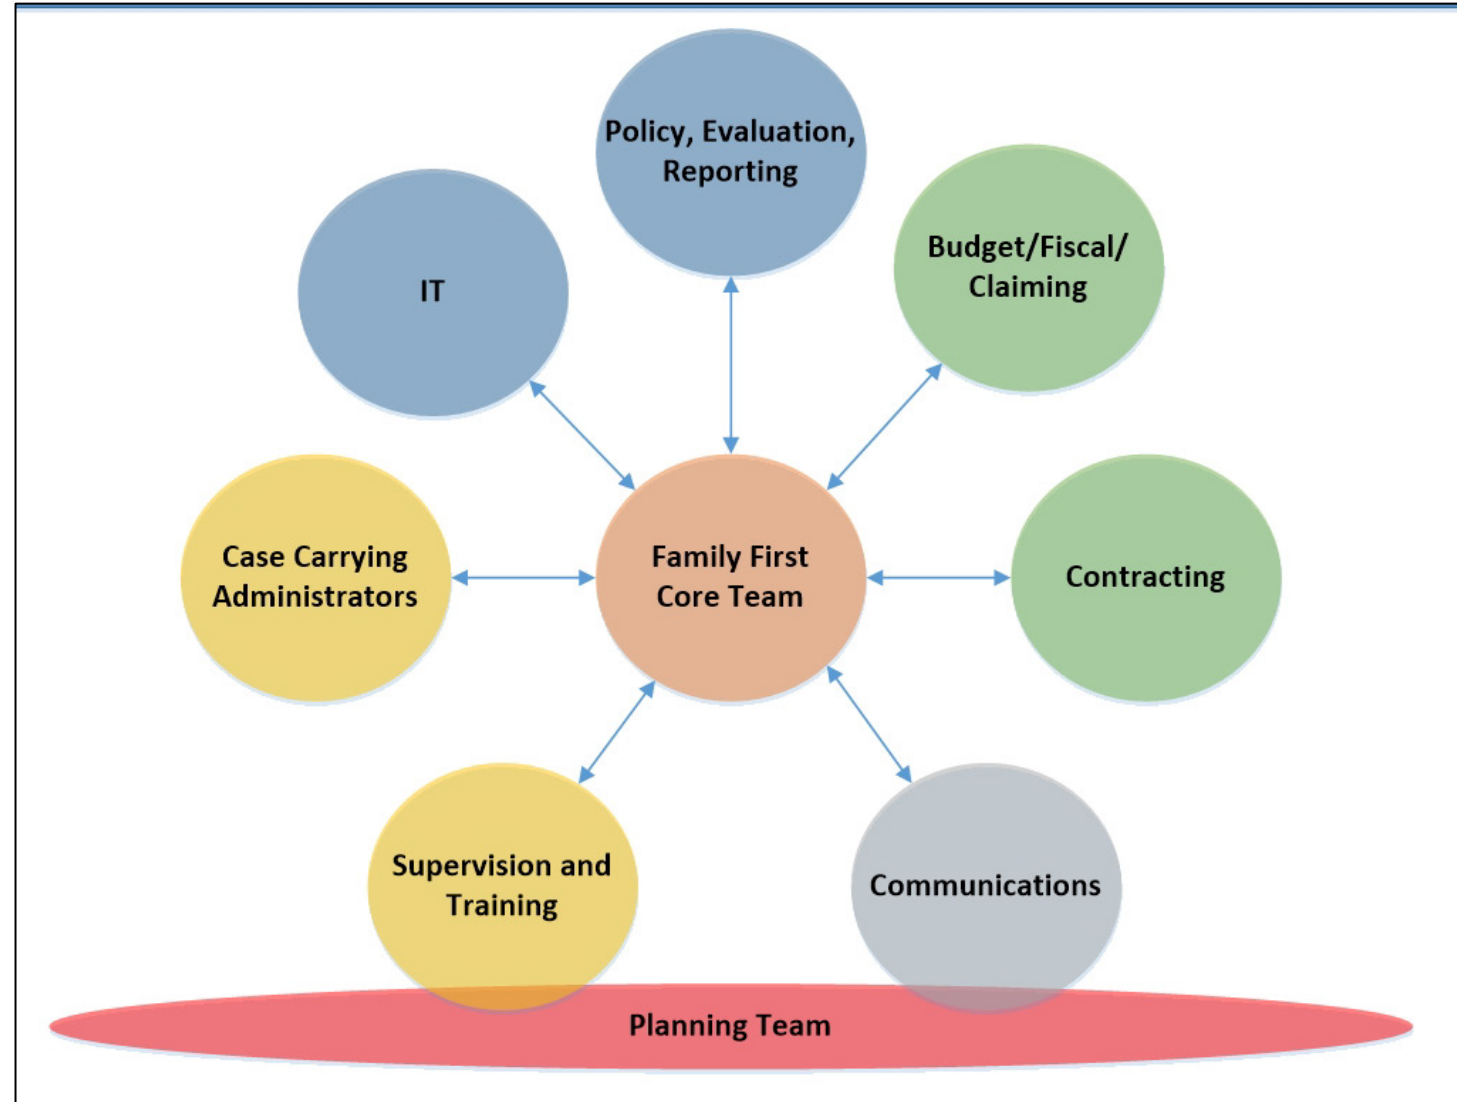 Policy, Evaluation,
Reporting
Budget/Fiscal/
Claiming
IT
Case Carrying
Administrators
Family First
Core Team
Contracting
Supervision and
Training
Communications
Planning Team